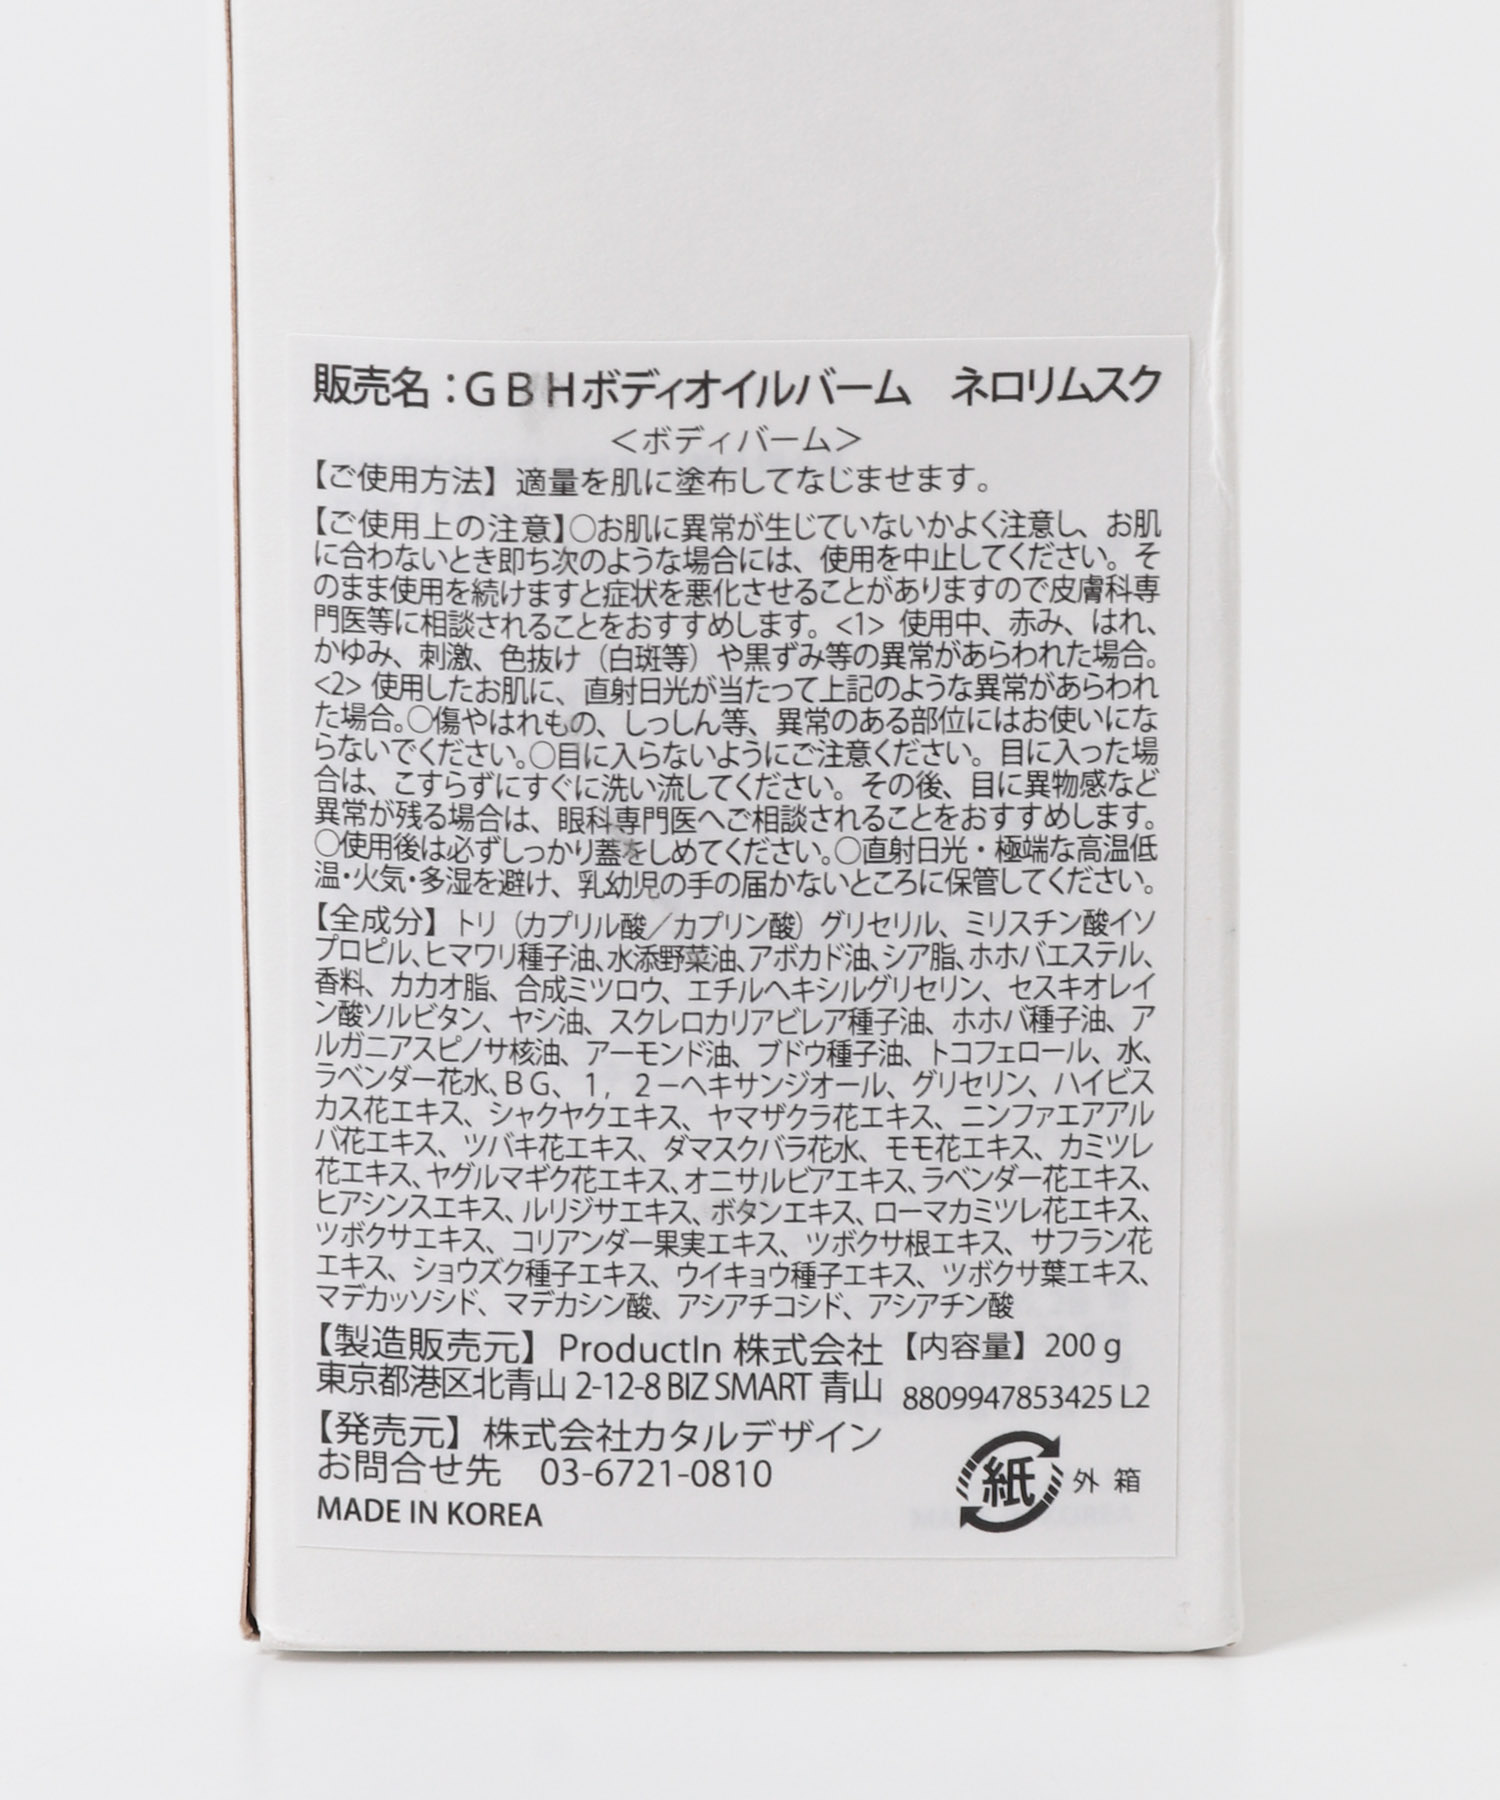 販売名：ＧＢＨボディオイルバーム　ネロリムスク
＜ボディバーム＞
【ご使用方法】適量を肌に塗布してなじませます。
【ご使用上の注意】○お肌に異常が生じていないかよく注意し、お肌
に合わないとき即ち次のような場合には、使用を中止してください。そ
のまま使用を続けますと症状を悪化させることがありますので皮膚科専
門医等に相談されることをおすすめします。<1> 使用中、赤み、はれ、
かゆみ、刺激、色抜け（白斑等）や黒ずみ等の異常があらわれた場合。
<2> 使用したお肌に、直射日光が当たって上記のような異常があらわれ
た場合。○傷やはれもの、しっしん等、異常のある部位にはお使いにな
らないでください。○目に入らないようにご注意ください。目に入った場
合は、こすらずにすぐに洗い流してください。その後、目に異物感など
異常が残る場合は、眼科専門医へご相談されることをおすすめします。
○使用後は必ずしっかり蓋をしめてください。○直射日光・極端な高温低
温・火気・多湿を避け、乳幼児の手の届かないところに保管してください。
【全成分】トリ（カプリル酸／カプリン酸）グリセリル、ミリスチン酸イソ
プロピル、ヒマワリ種子油、水添野菜油、アボカド油、シア脂、ホホバエステル、
香料、カカオ脂、合成ミツロウ、エチルヘキシルグリセリン、セスキオレイ
ン酸ソルビタン、ヤシ油、スクレロカリアビレア種子油、ホホバ種子油、ア
ルガニアスピノサ核油、アーモンド油、ブドウ種子油、トコフェロール、水、
ラベンダー花水、ＢＧ、１，２－ヘキサンジオール、グリセリン、ハイビス
カス花エキス、シャクヤクエキス、ヤマザクラ花エキス、ニンファエアアル
バ花エキス、ツバキ花エキス、ダマスクバラ花水、モモ花エキス、カミツレ
花エキス、ヤグルマギク花エキス、オニサルビアエキス、ラベンダー花エキス、
ヒアシンスエキス、ルリジサエキス、ボタンエキス、ローマカミツレ花エキス、
ツボクサエキス、コリアンダー果実エキス、ツボクサ根エキス、サフラン花
エキス、ショウズク種子エキス、ウイキョウ種子エキス、ツボクサ葉エキス、
マデカッソシド、マデカシン酸、アシアチコシド、アシアチン酸
【製造販売元】ProductIn 株式会社
東京都港区北青山 2-12-8 BIZ SMART 青山
【内容量】200 g
8809947853425 L2
【発売元】株式会社カタルデザイン
お問合せ先　03-6721-0810
MADE IN KOREA
紙 外箱